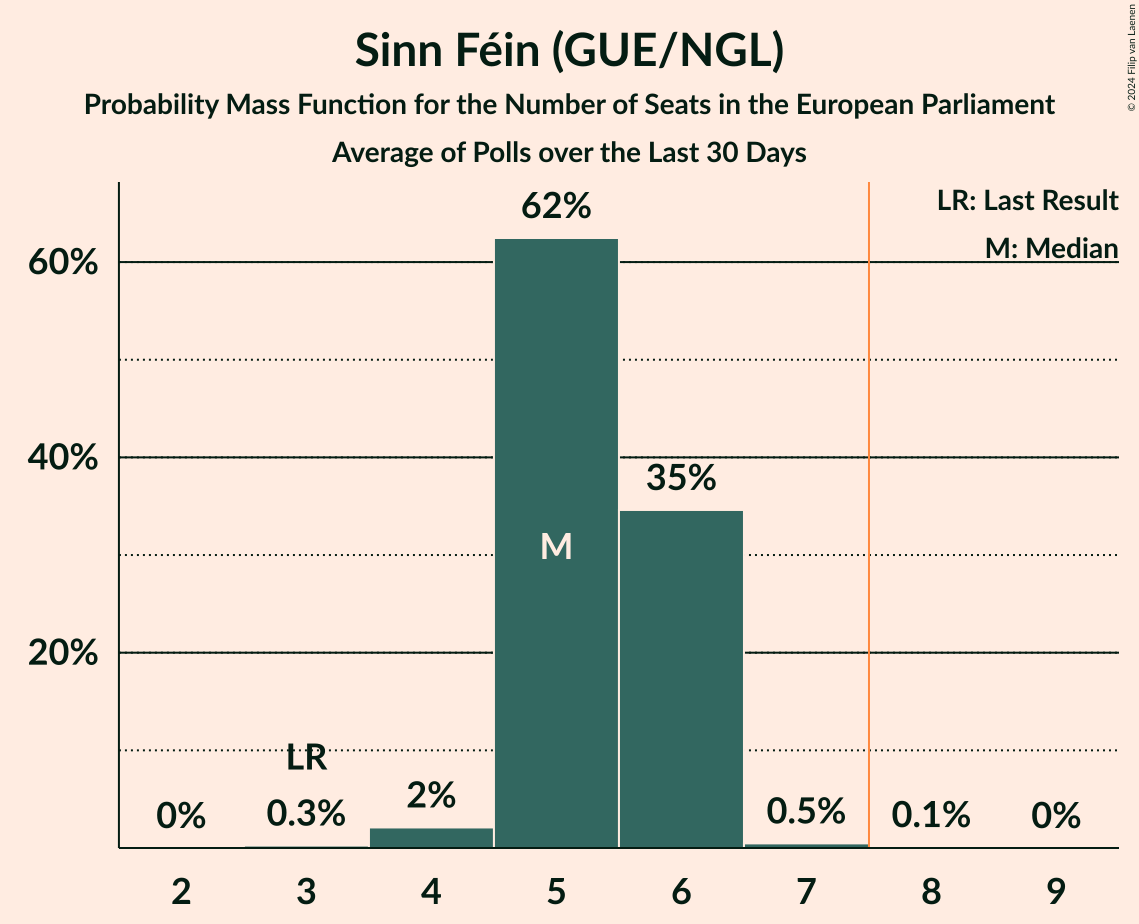 Sinn Féin (GUE/NGL)
Probability Mass Function for the Number of Seats in the European Parliament
Average of Polls over the Last 30 Days
© 2024 Filip van Laenen
LR: Last Result
M: Median
62%
60%
40%
35%
M
20%
LR
0%
0.3%
2%
0.5%
0.1%
0%
2 3 4 5 6 7 8 9